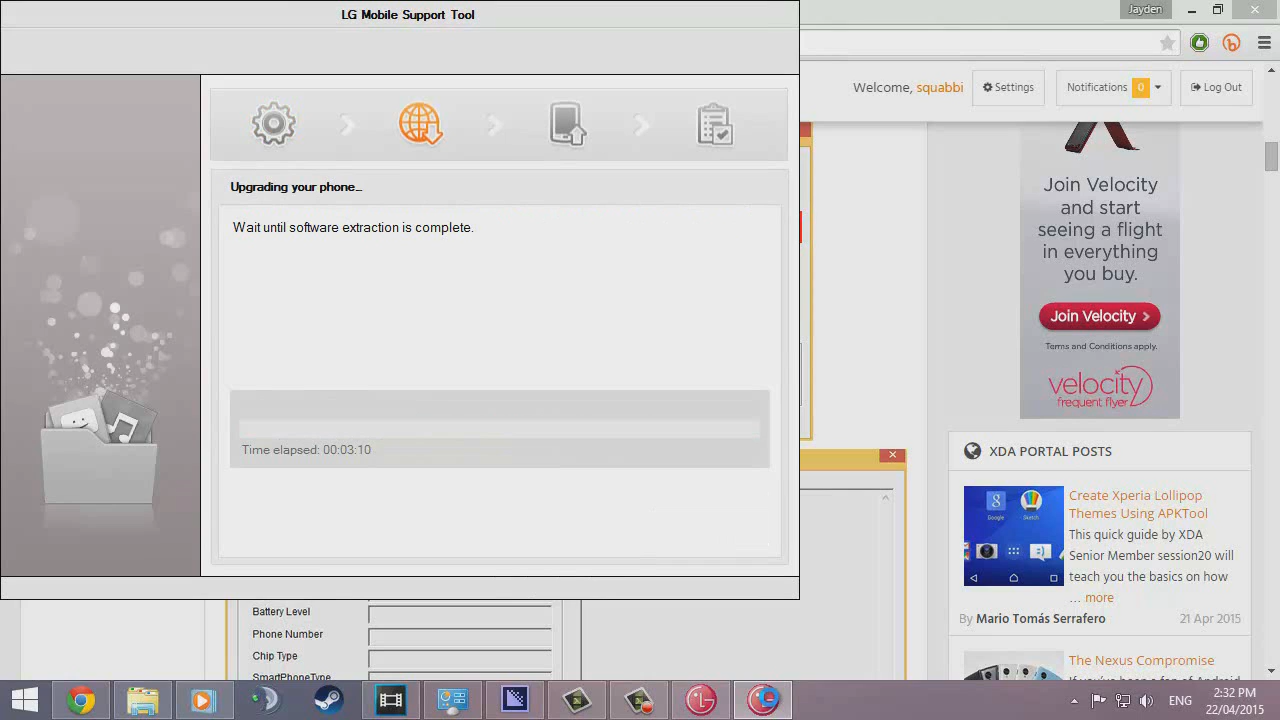 LG Mobile Support Tool
Jayden
Welcome, squabbi
Settings
Notifications 0
Log Out
Upgrading your phone...
Wait until software extraction is complete.
Time elapsed: 00:03:10
Join Velocity
and start
seeing a flight
in everything
you buy.
Join Velocity
Terms and Conditions apply.
velocity
frequent flyer
XDA PORTAL POSTS
Create Xperia Lollipop
Themes Using APKTool
This quick guide by XDA
Senior Member session20 will
teach you the basics on how
... more
By Mario Tomás Serrafero
21 Apr 2015
The Nexus Compromise
Battery Level
Phone Number
Chip Type
SmartPhoneType
ENG
2:32 PM
22/04/2015